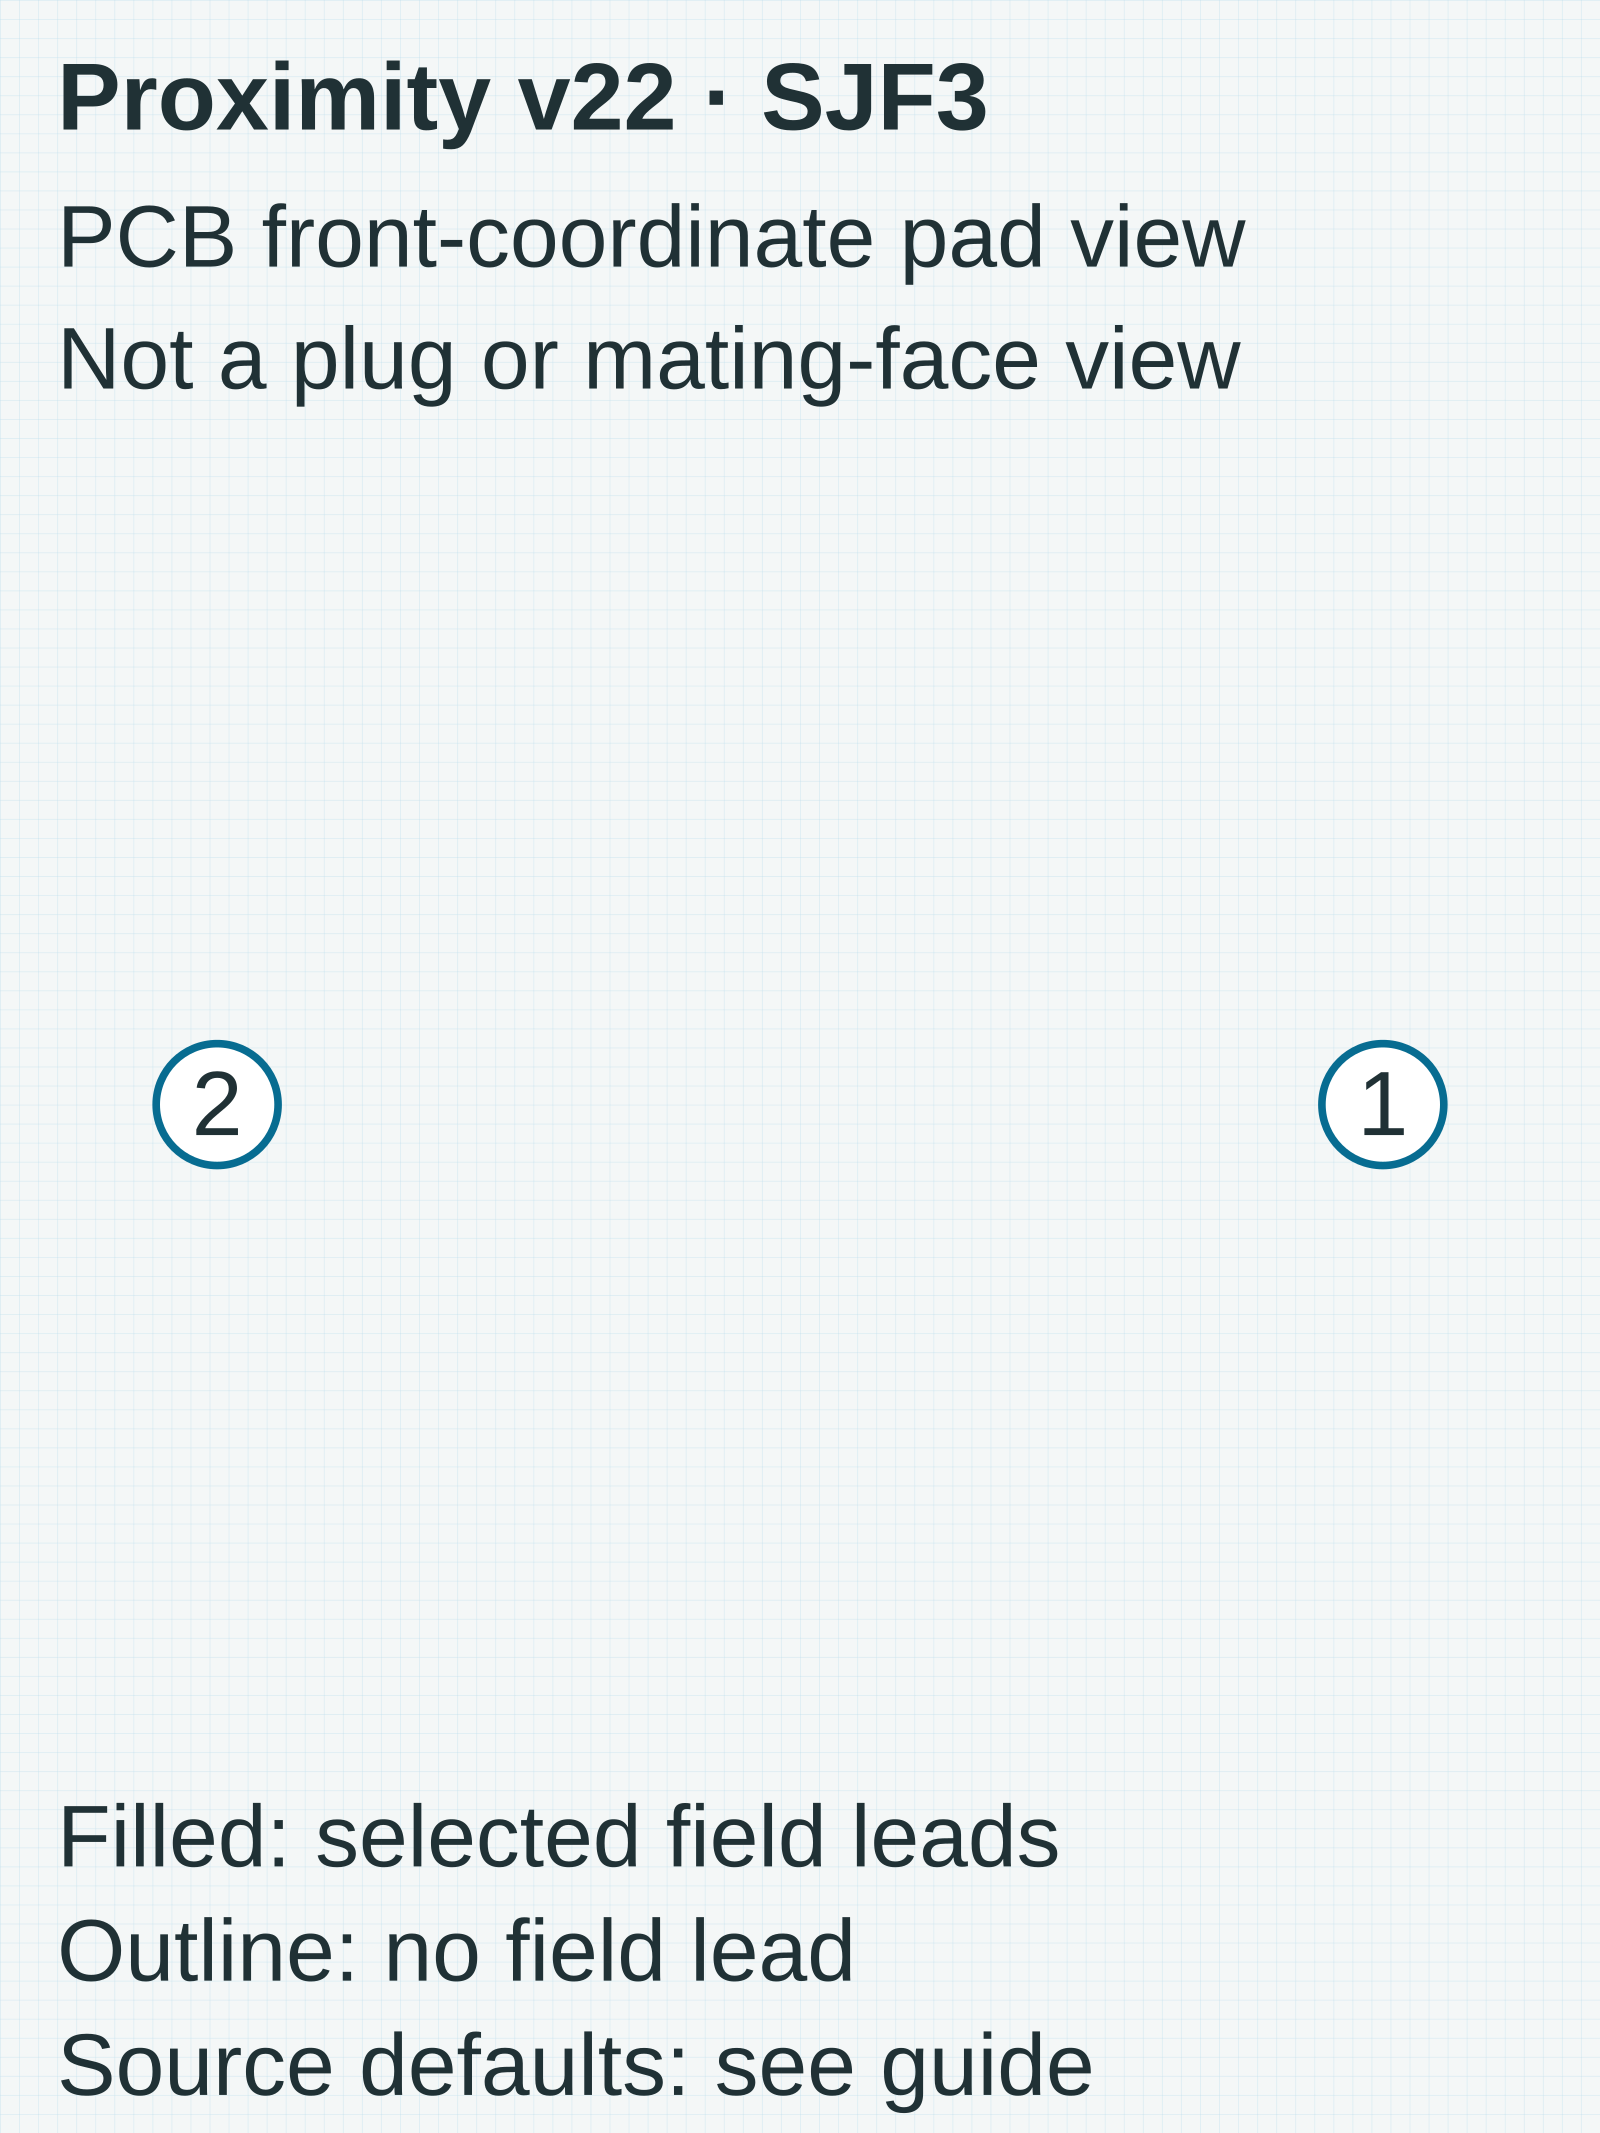 Proximity v22 · SJF3
PCB front-coordinate pad view
Not a plug or mating-face view
2 1
Filled: selected field leads
Outline: no field lead
Source defaults: see guide